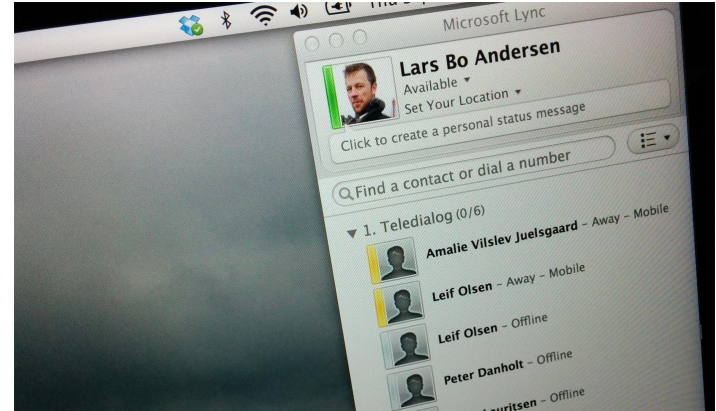 Microsoft Lync
Lars Bo Andersen
Available
Set Your Location
Click to create a personal status message
Find a contact or dial a number
1. Teledialog (0/6)
Amalie Vilslev Juelsgaard – Away – Mobile
Leif Olsen – Away – Mobile
Leif Olsen – Offline
Peter Danholt – Offline
– Offline